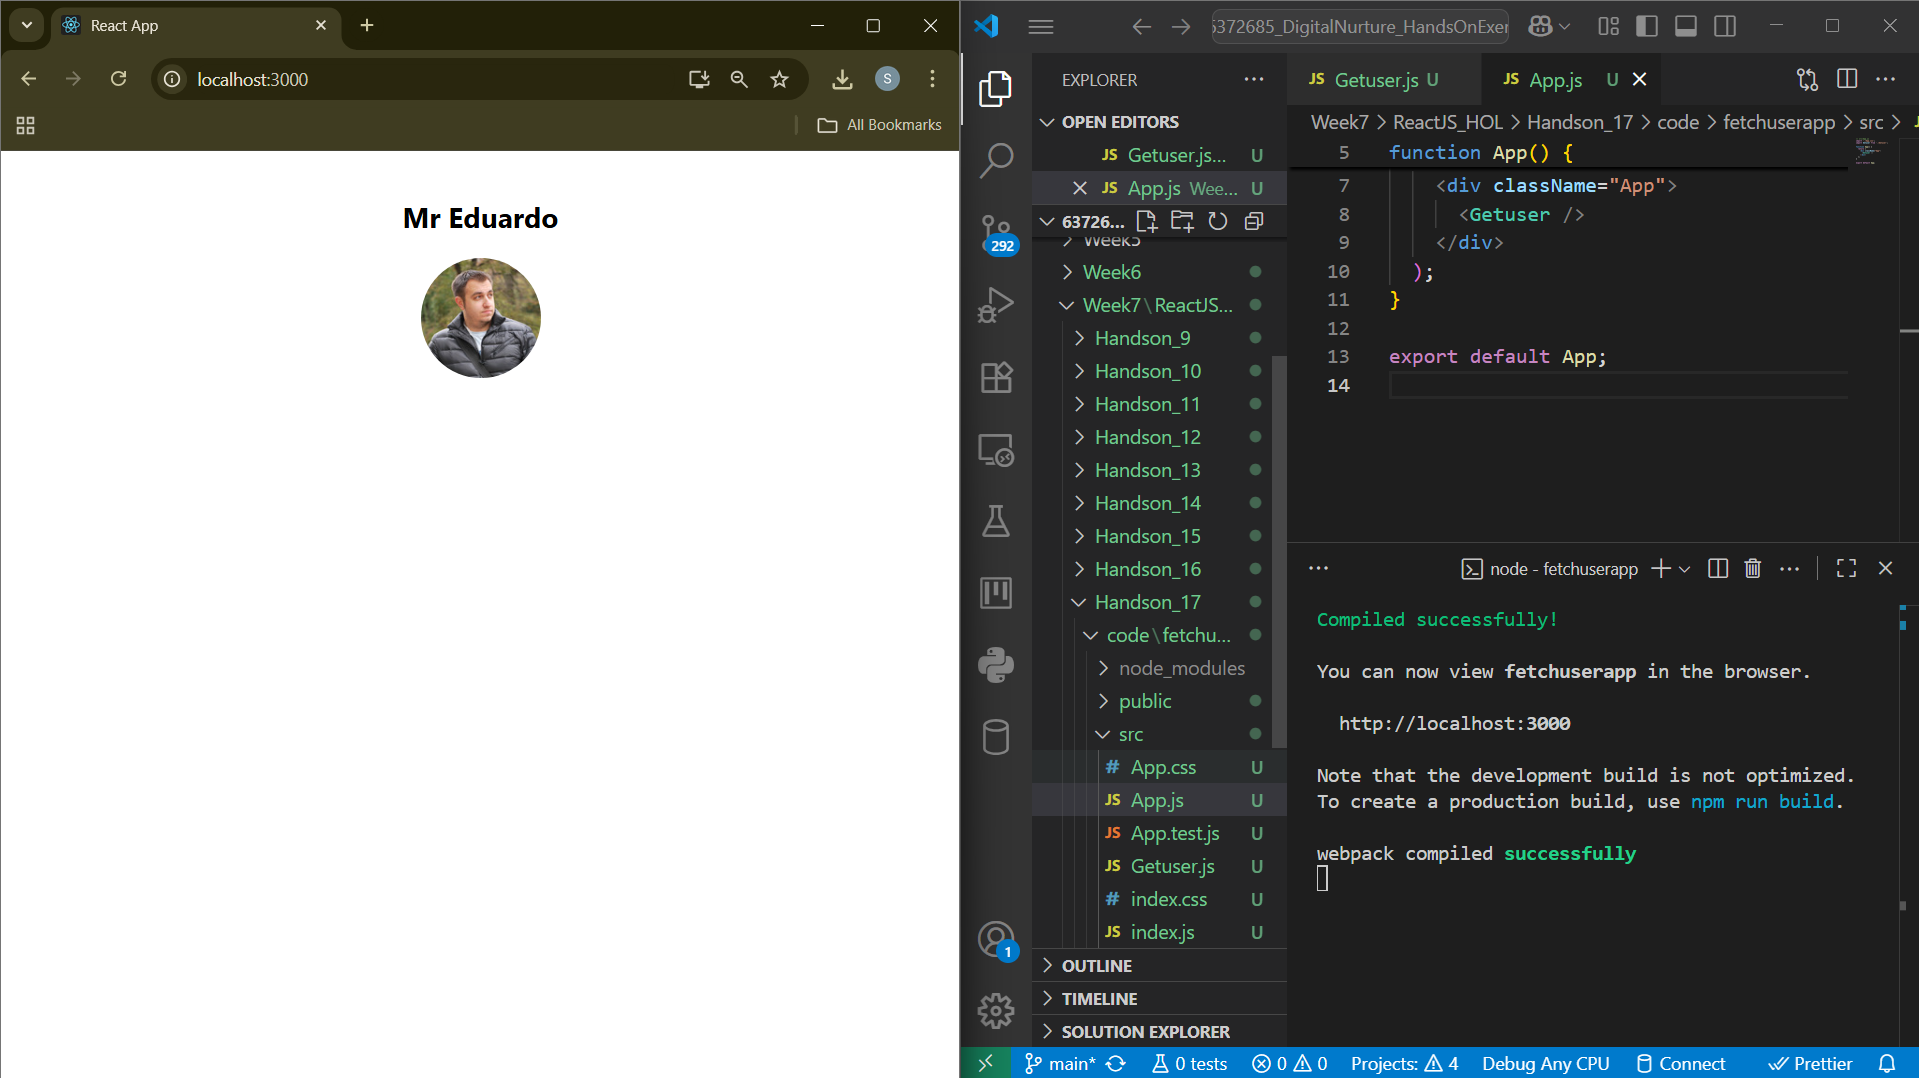 React App
localhost:3000
S
All Bookmarks
Mr Eduardo
6372685_DigitalNurture_HandsOnExer
EXPLORER
OPEN EDITORS
JS Getuser.js... U
JS App.js Wee... U
63726...
Week5
Week6
Week7\ReactJS...
Handson_9
Handson_10
Handson_11
Handson_12
Handson_13
Handson_14
Handson_15
Handson_16
Handson_17
code\fetchu...
node_modules
public
src
# App.css U
JS App.js U
JS App.test.js U
JS Getuser.js U
# index.css U
JS index.js U
OUTLINE
TIMELINE
SOLUTION EXPLORER
292
1
JS Getuser.js U
JS App.js U
Week7 > ReactJS_HOL > Handson_17 > code > fetchuserapp > src >
5 function App() {
7 <div className="App">
8 <Getuser />
9 </div>
10 );
11 }
12
13 export default App;
14
node - fetchuserapp
Compiled successfully!
You can now view fetchuserapp in the browser.
http://localhost:3000
Note that the development build is not optimized.
To create a production build, use npm run build.
webpack compiled successfully
main* 0 tests 0 0 Projects: 4 Debug Any CPU Connect Prettier